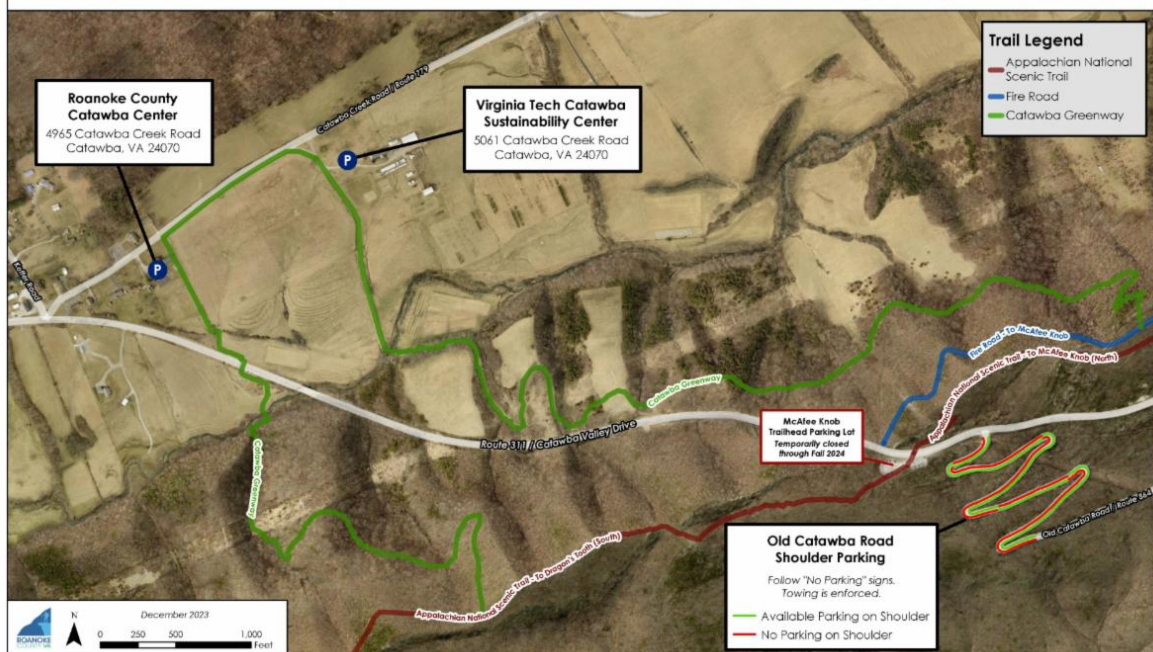 Trail Legend
Appalachian National
Scenic Trail
Fire Road
Catawba Greenway
Roanoke County
Catawba Center
4965 Catawba Creek Road
Catawba, VA 24070
Catawba Creek Road / Route 779
Virginia Tech Catawba
Sustainability Center
5061 Catawba Creek Road
Catawba, VA 24070
P
P
Keffer Road
Fire Road - To McAfee Knob
Appalachian National Scenic Trail - To McAfee Knob (North)
Catawba Greenway
Route 311 / Catawba Valley Drive
McAfee Knob
Trailhead Parking Lot
Temporarily closed
through Fall 2024
Catawba Greenway
Old Catawba Road / Route 864
Appalachian National Scenic Trail - To Dragon's Tooth (South)
Old Catawba Road
Shoulder Parking
Follow "No Parking" signs.
Towing is enforced.
Available Parking on Shoulder
No Parking on Shoulder
ROANOKE
COUNTY, VA
N
December 2023
0 250 500 1,000
Feet